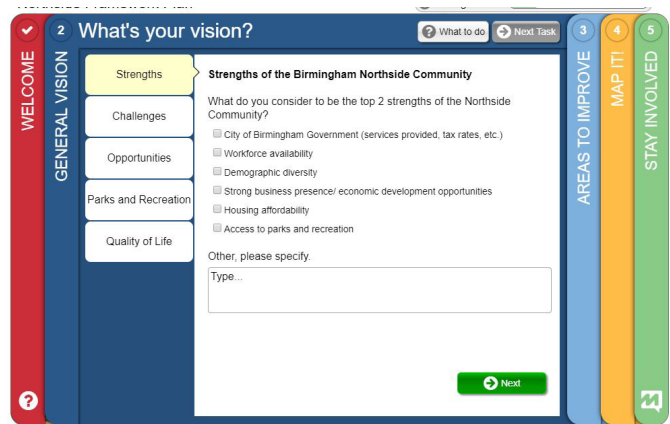 WELCOME
2
GENERAL VISION
What's your vision?
What to do
Next Task
Strengths
Challenges
Opportunities
Parks and Recreation
Quality of Life
Strengths of the Birmingham Northside Community
What do you consider to be the top 2 strengths of the Northside
Community?
City of Birmingham Government (services provided, tax rates, etc.)
Workforce availability
Demographic diversity
Strong business presence/ economic development opportunities
Housing affordability
Access to parks and recreation
Other, please specify.
Type...
Next
3
AREAS TO IMPROVE
4
MAP IT!
5
STAY INVOLVED